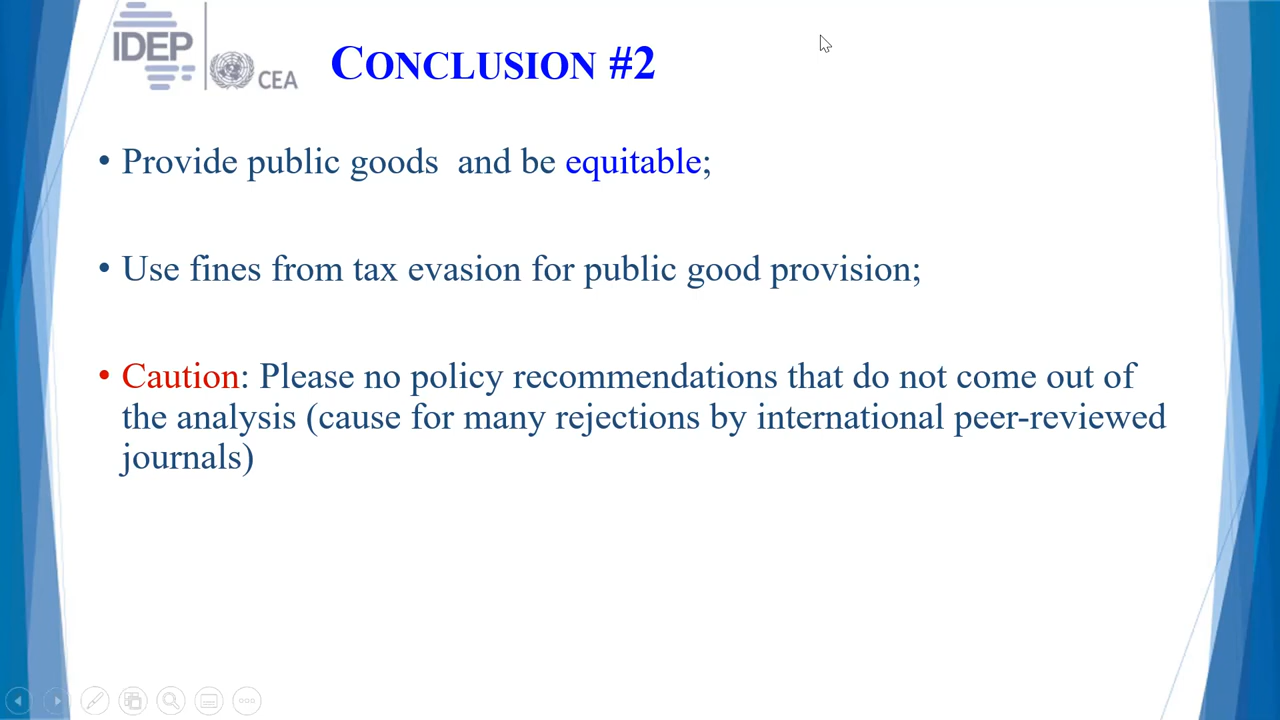 IDEP
CEA
CONCLUSION #2
• Provide public goods and be equitable;
• Use fines from tax evasion for public good provision;
• Caution: Please no policy recommendations that do not come out of
the analysis (cause for many rejections by international peer-reviewed
journals)